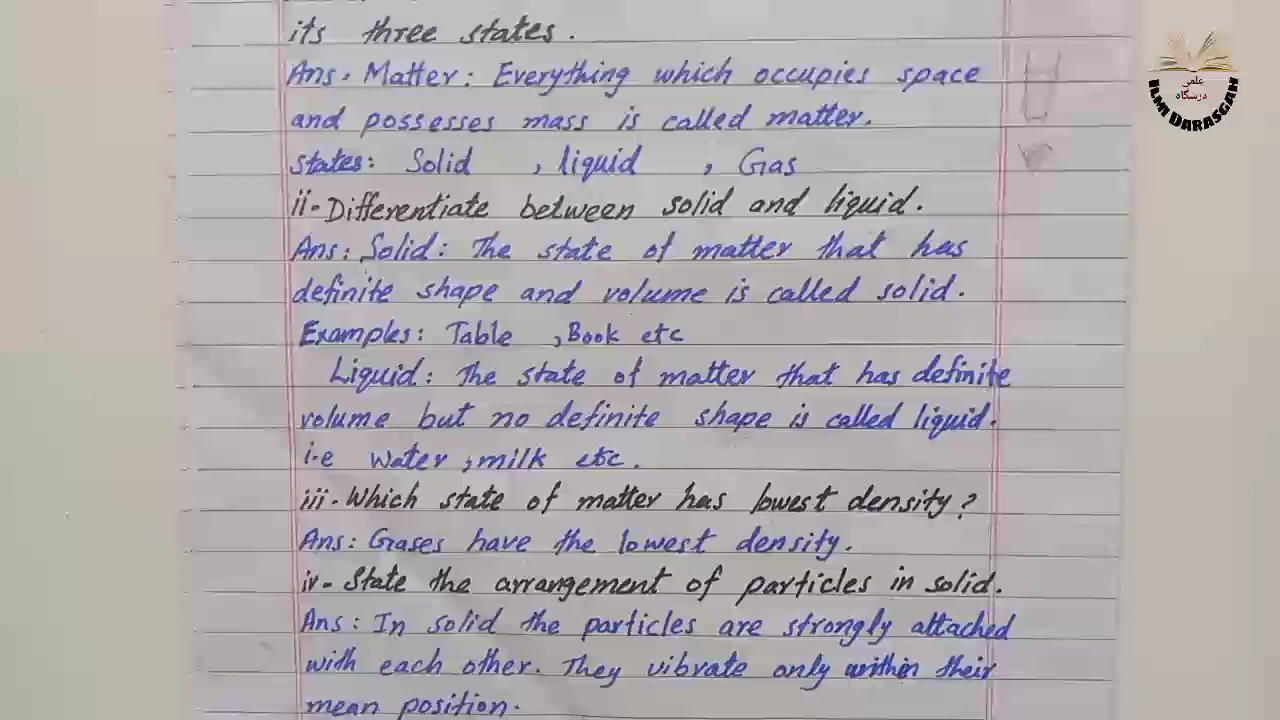 its three states.
Ans. Matter: Everything which occupies space
and possesses mass is called matter.
States: Solid , liquid , Gas
ii- Differentiate between solid and liquid.
Ans: Solid: The state of matter that has
definite shape and volume is called solid.
Examples: Table , Book etc
Liquid: The state of matter that has definite
volume but no definite shape is called liquid.
i.e water, milk etc.
iii- Which state of matter has lowest density?
Ans: Grases have the lowest density.
iv- State the arrangement of particles in solid.
Ans: In solid the particles are strongly attached
with each other. They vibrate only within their
mean position.
علمی
درسگاہ
ILMI DARASGAH